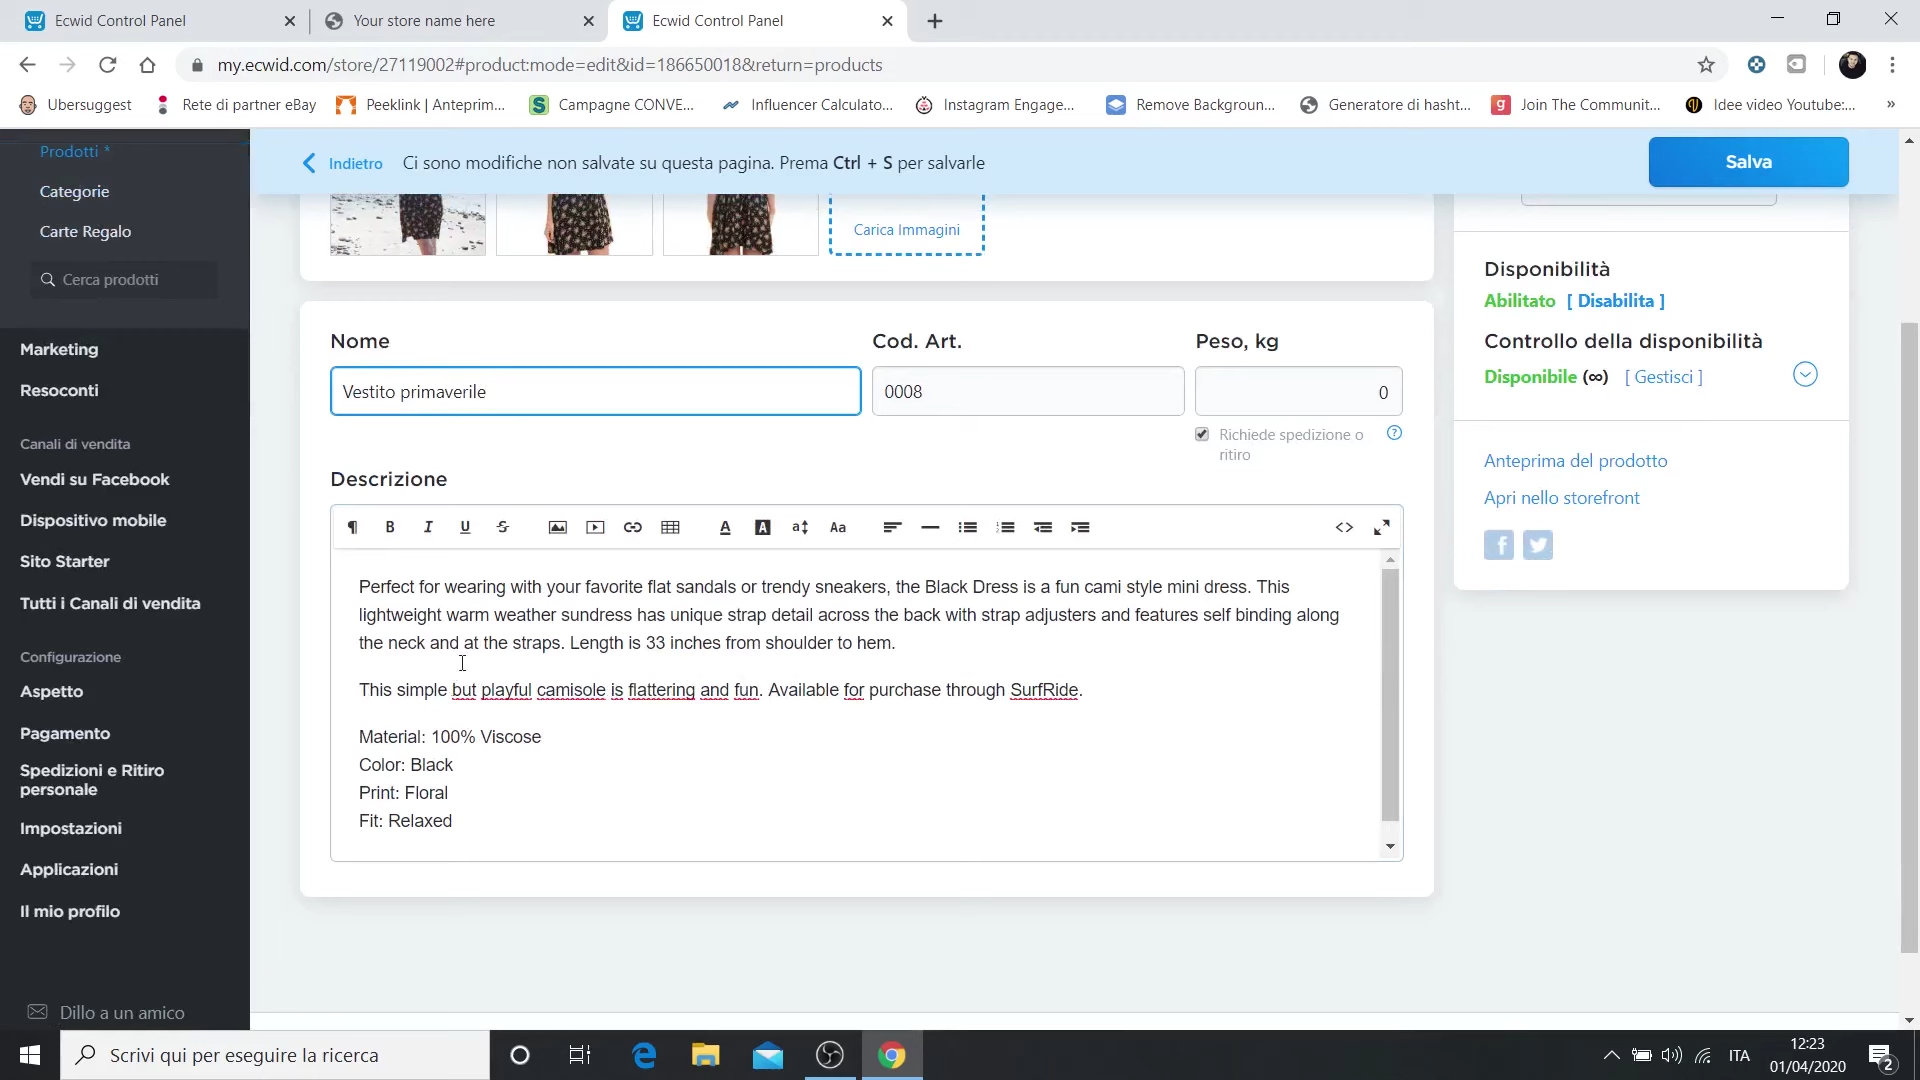 Ecwid Control Panel
Your store name here
Ecwid Control Panel
my.ecwid.com/store/27119002#product:mode=edit&id=186650018&return=products
Ubersuggest
Rete di partner eBay
Peeklink | Anteprim...
Campagne CONVE...
Influencer Calculato...
Instagram Engage...
Remove Backgroun...
Generatore di hasht...
Join The Communit...
Idee video Youtube:...
»
Prodotti *
Categorie
Carte Regalo
Cerca prodotti
Marketing
Resoconti
Canali di vendita
Vendi su Facebook
Dispositivo mobile
Sito Starter
Tutti i Canali di vendita
Configurazione
Aspetto
Pagamento
Spedizioni e Ritiro
personale
Impostazioni
Applicazioni
Il mio profilo
Dillo a un amico
Indietro
Ci sono modifiche non salvate su questa pagina. Prema Ctrl + S per salvarle
Salva
Carica Immagini
Nome
Cod. Art.
Peso, kg
Vestito primaverile
0008
0
Richiede spedizione o
ritiro
Descrizione
Perfect for wearing with your favorite flat sandals or trendy sneakers, the Black Dress is a fun cami style mini dress. This
lightweight warm weather sundress has unique strap detail across the back with strap adjusters and features self binding along
the neck and at the straps. Length is 33 inches from shoulder to hem.
This simple but playful camisole is flattering and fun. Available for purchase through SurfRide.
Material: 100% Viscose
Color: Black
Print: Floral
Fit: Relaxed
Disponibilità
Abilitato [ Disabilita ]
Controllo della disponibilità
Disponibile (∞) [ Gestisci ]
Anteprima del prodotto
Apri nello storefront
Scrivi qui per eseguire la ricerca
ITA
12:23
01/04/2020
2